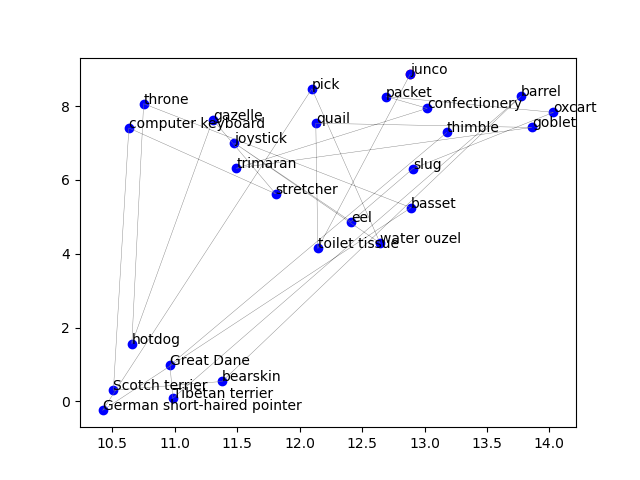 junco
pick
packet
barrel
throne
confectionery
oxcart
gazelle
quail
computer keyboard
goblet
thimble
joystick
trimaran
slug
stretcher
basset
eel
water ouzel
toilet tissue
hotdog
Great Dane
bearskin
Scotch terrier
Tibetan terrier
German short-haired pointer
8
6
4
2
0
10.5 11.0 11.5 12.0 12.5 13.0 13.5 14.0